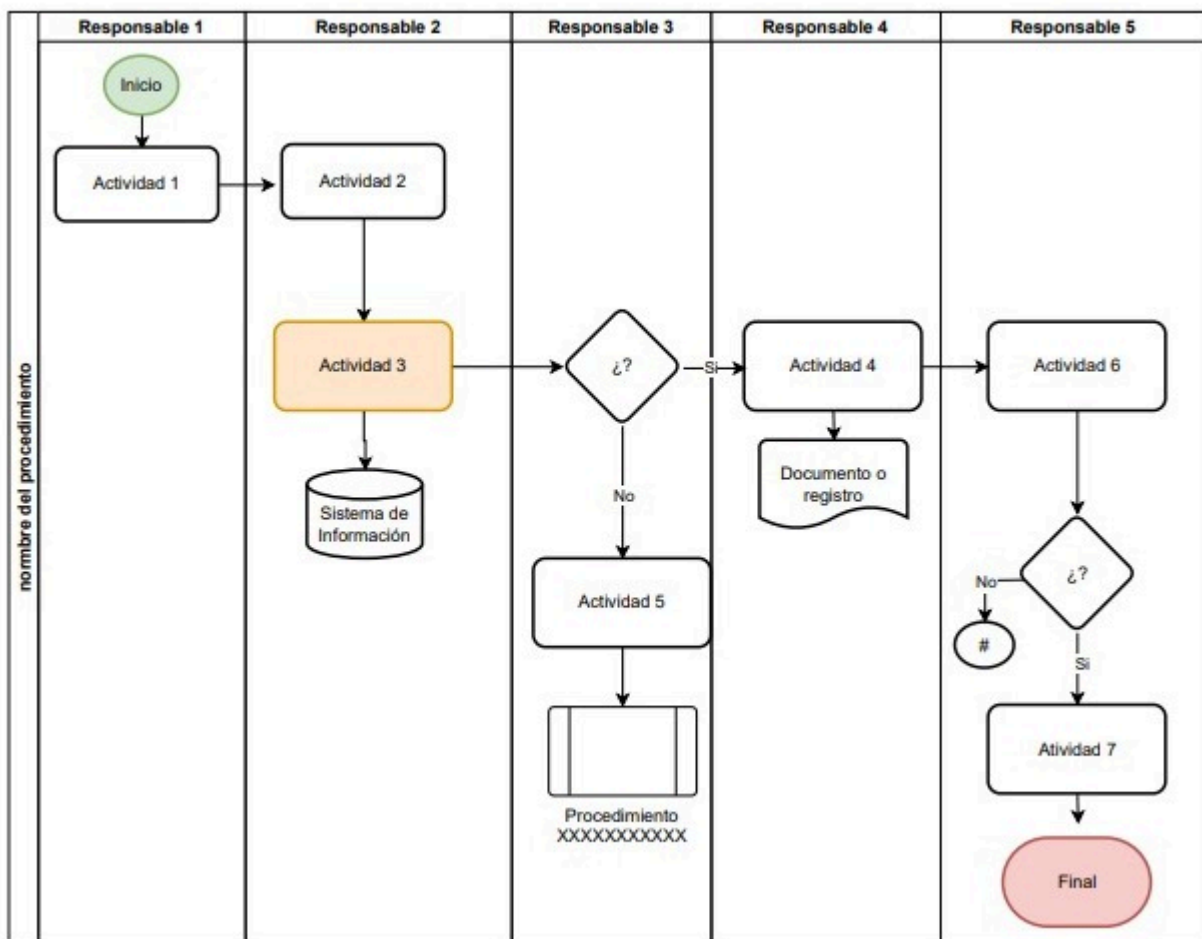 Responsable 1
Responsable 2
Responsable 3
Responsable 4
Responsable 5
normbre del procedimiento
Inicio
Actividad 1
Actividad 2
Actividad 3
¿?
Si
Actividad 4
Actividad 6
Sistema de
Información
No
Documento o
registro
Actividad 5
¿?
No
#
Si
Atividad 7
Procedimiento
XXXXXXXXXXX
Final